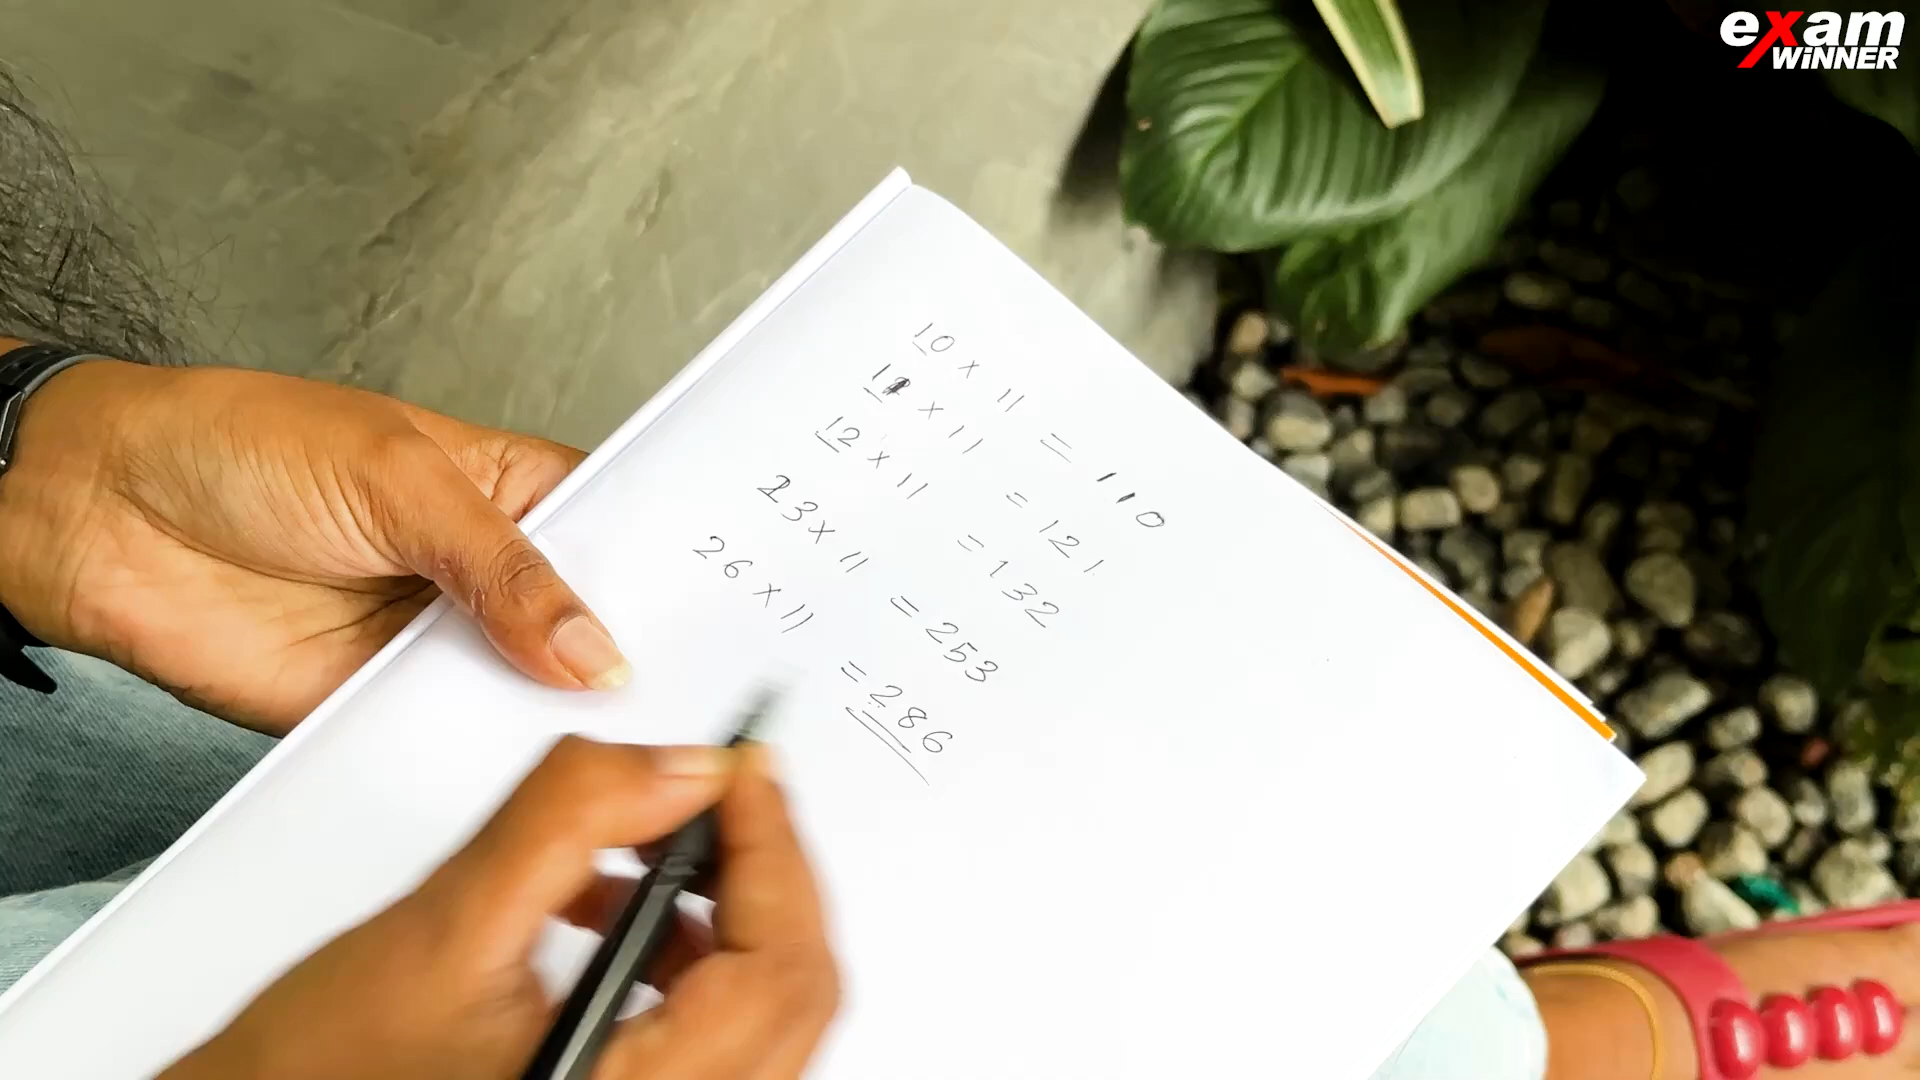 exam
WiNNER
10 × 11 = 110
11 × 11 = 121
12 × 11 = 132
23 × 11 = 253
26 × 11 = 286